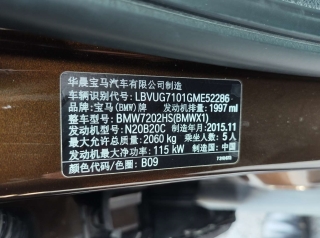 华晨宝马汽车有限公司制造
车辆识别代号: LBVUG7101GME52286
品牌: 宝马(BMW)牌 发动机排量: 1997 ml
整车型号: BMW7202HS(BMWX1)
发动机型号: N20B20C 制造年月: 2015.11
最大允许总质量: 2060 kg 乘坐人数: 5人
发动机最大净功率: 115 kW 制造国: 中国
颜色代码/色圈: B09